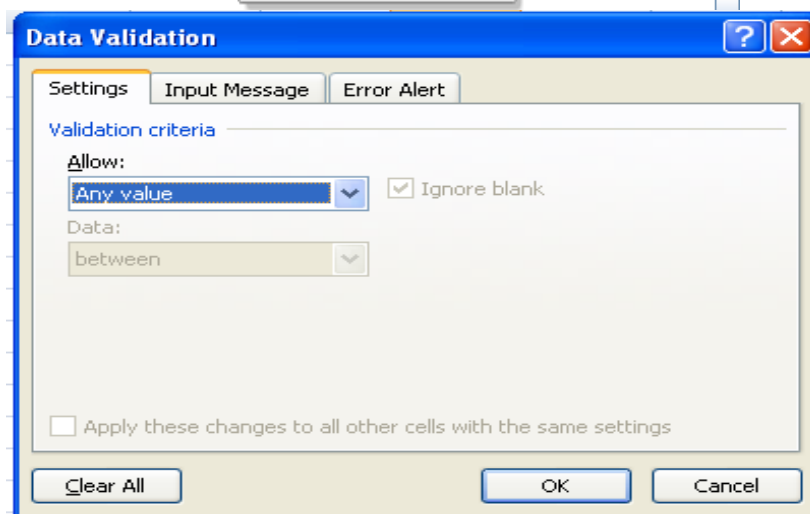 Data Validation
?
Settings Input Message Error Alert
Validation criteria
Allow:
Any value Ignore blank
Data:
between
Apply these changes to all other cells with the same settings
Clear All OK Cancel